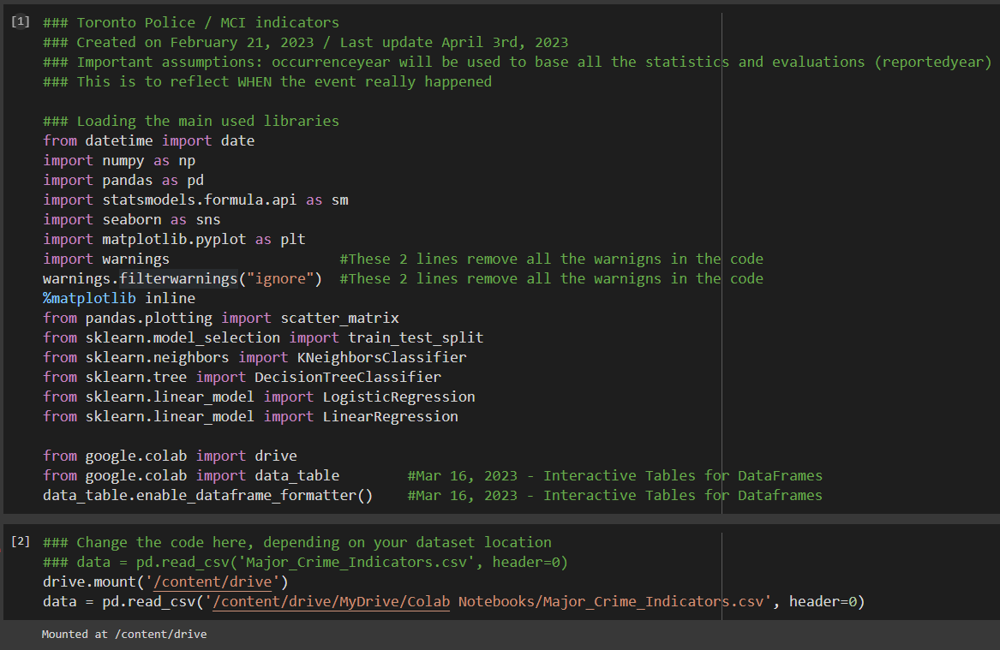 [1] ### Toronto Police / MCI indicators
### Created on February 21, 2023 / Last update April 3rd, 2023
### Important assumptions: occurrenceyear will be used to base all the statistics and evaluations (reportedyear)
### This is to reflect WHEN the event really happened
### Loading the main used libraries
from datetime import date
import numpy as np
import pandas as pd
import statsmodels.formula.api as sm
import seaborn as sns
import matplotlib.pyplot as plt
import warnings #These 2 lines remove all the warnigns in the code
warnings.filterwarnings("ignore") #These 2 lines remove all the warnigns in the code
%matplotlib inline
from pandas.plotting import scatter_matrix
from sklearn.model_selection import train_test_split
from sklearn.neighbors import KNeighborsClassifier
from sklearn.tree import DecisionTreeClassifier
from sklearn.linear_model import LogisticRegression
from sklearn.linear_model import LinearRegression
from google.colab import drive
from google.colab import data_table #Mar 16, 2023 - Interactive Tables for DataFrames
data_table.enable_dataframe_formatter() #Mar 16, 2023 - Interactive Tables for Dataframes
[2] ### Change the code here, depending on your dataset location
### data = pd.read_csv('Major_Crime_Indicators.csv', header=0)
drive.mount('/content/drive')
data = pd.read_csv('/content/drive/MyDrive/Colab Notebooks/Major_Crime_Indicators.csv', header=0)
Mounted at /content/drive